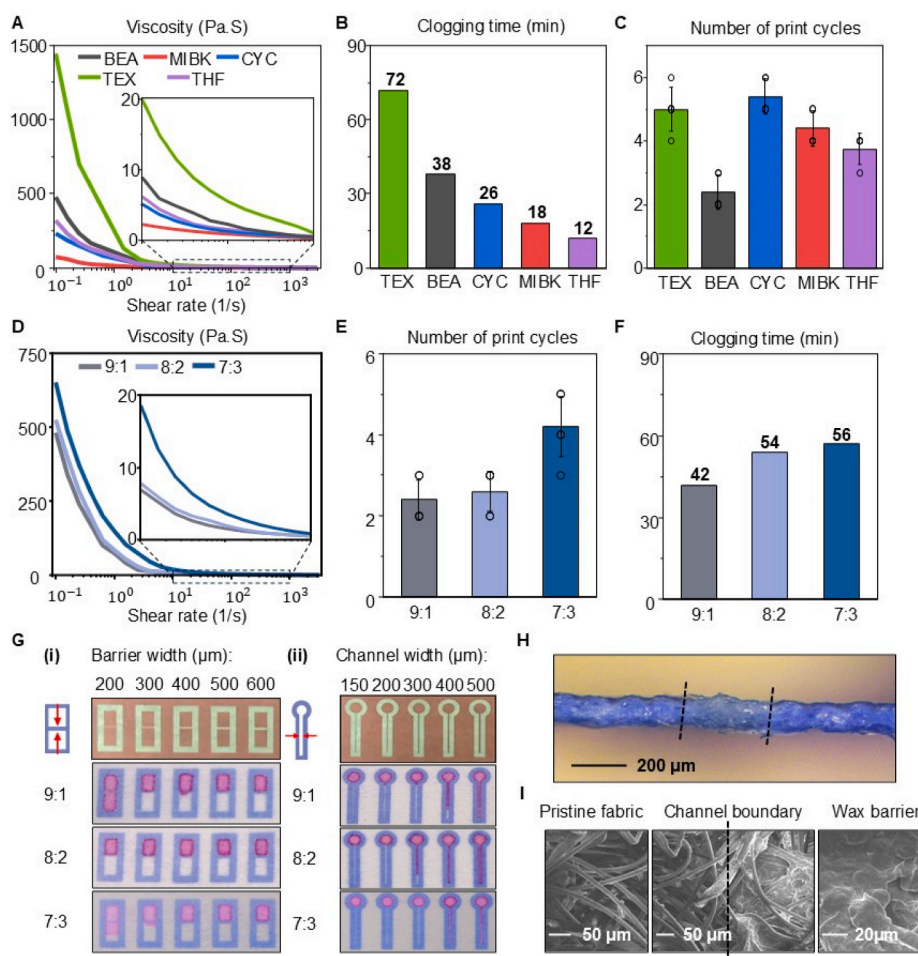 A
Viscosity (Pa.S)
BEA MIBK CYC
TEX THF
1500
1250
1000
750
500
250
0
20
10
0
10⁻¹ 10⁰ 10¹ 10² 10³
Shear rate (1/s)
B
Clogging time (min)
90
60
30
0
72
38
26
18
12
TEX BEA CYC MIBK THF
C
Number of print cycles
6
4
2
0
TEX BEA CYC MIBK THF
D
Viscosity (Pa.S)
9:1 8:2 7:3
750
500
250
0
20
10
0
10⁻¹ 10⁰ 10¹ 10² 10³
Shear rate (1/s)
E
Number of print cycles
6
4
2
0
9:1 8:2 7:3
F
Clogging time (min)
90
60
30
0
42
54
56
9:1 8:2 7:3
G
(i) Barrier width (µm):
200 300 400 500 600
9:1
8:2
7:3
(ii) Channel width (µm):
150 200 300 400 500
9:1
8:2
7:3
H
200 µm
I
Pristine fabric Channel boundary Wax barrier
50 µm 50 µm 20µm